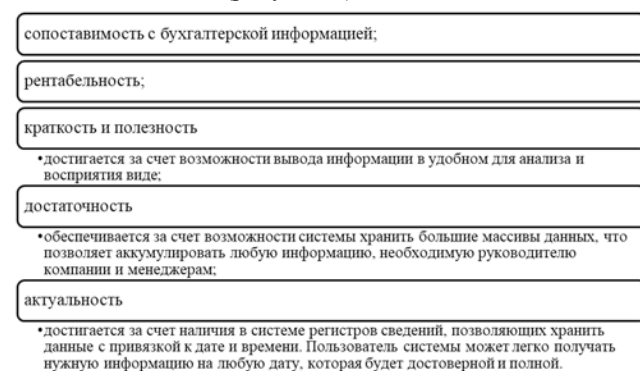 сопоставимость с бухгалтерской информацией;
рентабельность;
краткость и полезность
•достигается за счет возможности вывода информации в удобном для анализа и
восприятия виде;
достаточность
•обеспечивается за счет возможности системы хранить большие массивы данных, что
позволяет аккумулировать любую информацию, необходимую руководителю
компании и менеджерам;
актуальность
•достигается за счет наличия в системе регистров сведений, позволяющих хранить
данные с привязкой к дате и времени. Пользователь системы может легко получать
нужную информацию на любую дату, которая будет достоверной и полной.